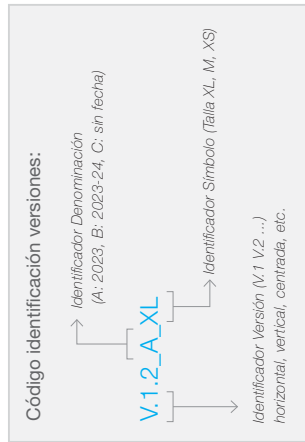 Código identificación versiones:
Identificador Denominación
(A: 2023, B: 2023-24, C: sin fecha)
V.1.2_A_XL
Identificador Símbolo (Talla XL, M, XS)
Identificador Versión (V.1 V.2 ...)
horizontal, vertical, centrada, etc.